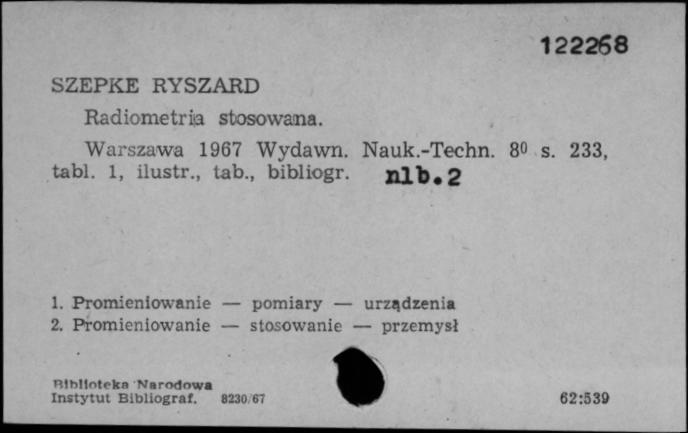 122268
SZEPKE RYSZARD
Radiometria stosowana.
Warszawa 1967 Wydawn. Nauk.-Techn. 8⁰ s. 233,
tabl. 1, ilustr., tab., bibliogr. nlb.2
1. Promieniowanie — pomiary — urządzenia
2. Promieniowanie — stosowanie — przemysł
Biblioteka Narodowa
Instytut Bibliograf. 8230/67 62:539